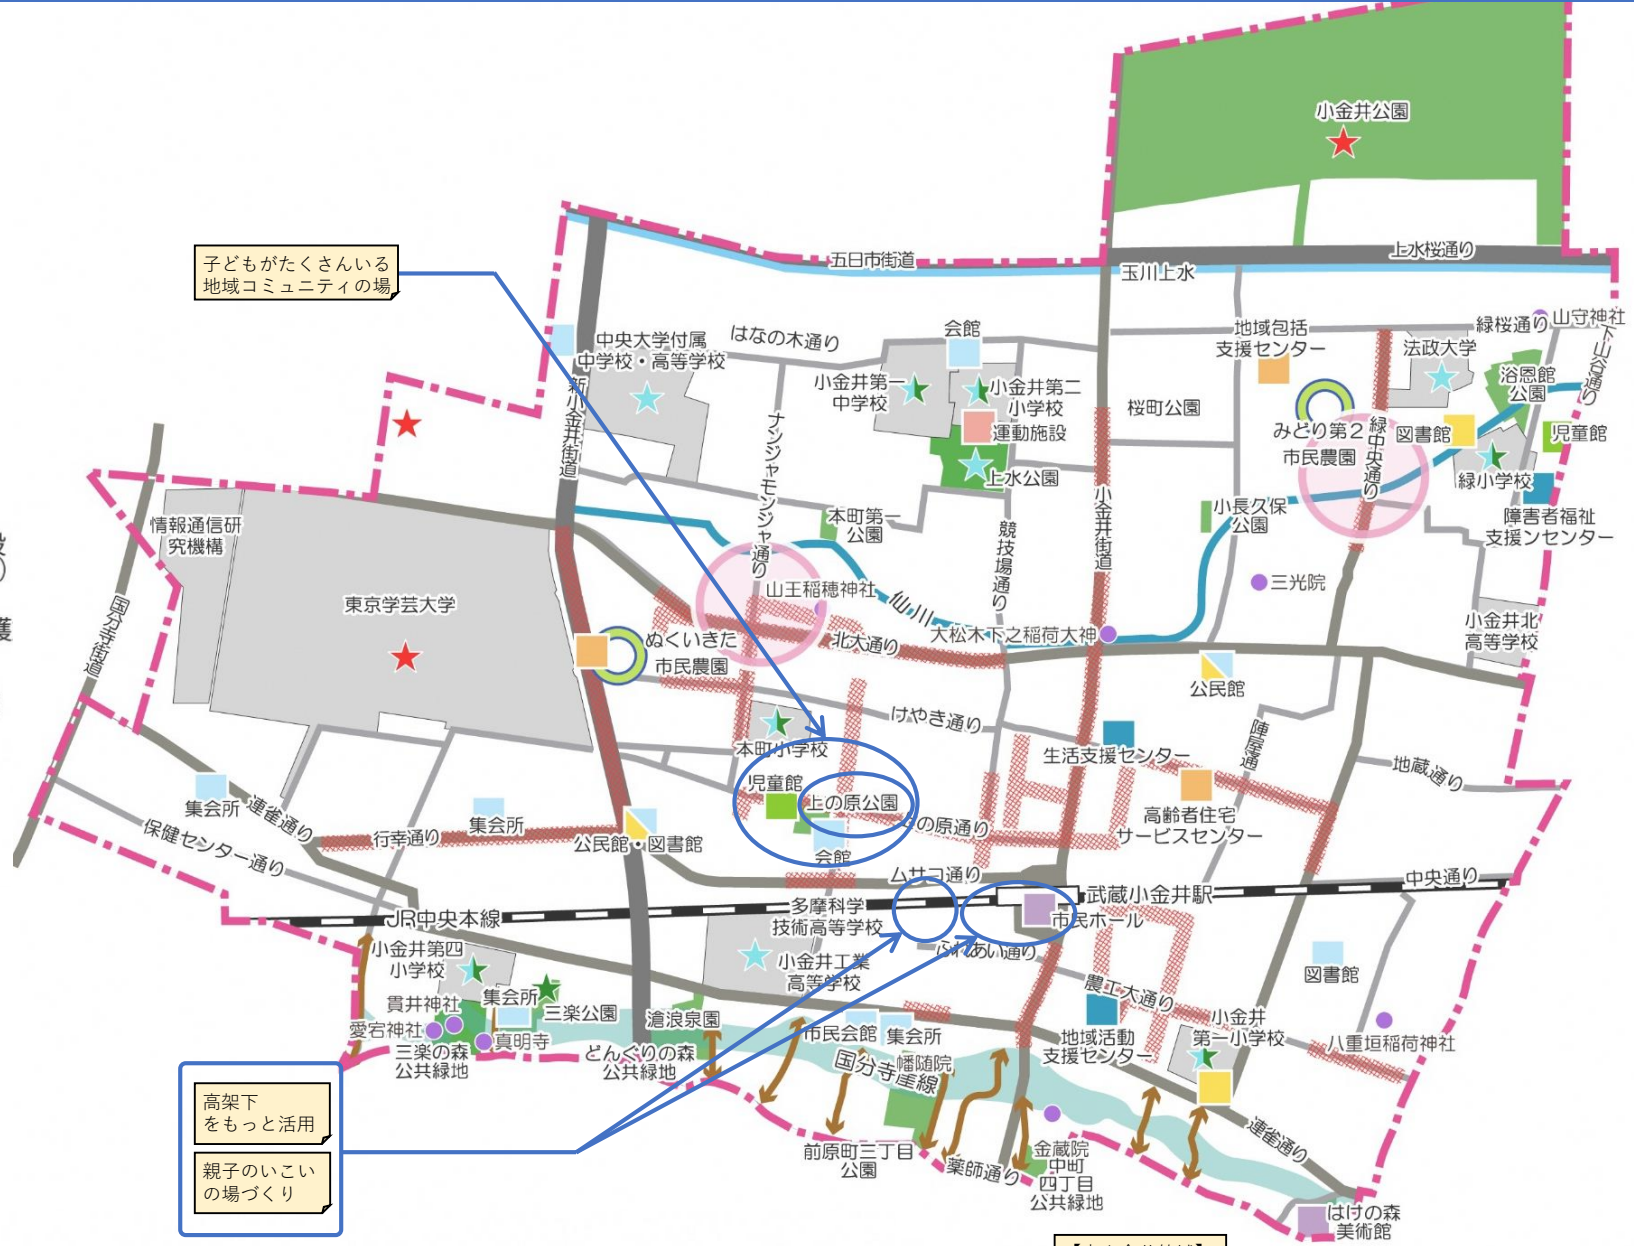 小金井公園
子どもがたくさんいる
地域コミュニティの場
五日市街道
上水桜通り
玉川上水
はなの木通り
会館
地域包括
支援センター
緑桜通り
山守神社
下山谷通り
中央大学付属
中学校・高等学校
法政大学
浴恩館
公園
小金井第一
中学校
小金井第二
小学校
桜町公園
新小金井街道
ナンジャモンジャ通り
運動施設
みどり第2
市民農園
緑中央通り
図書館
児童館
上水公園
緑小学校
小金井街道
競技場通り
本町第一
公園
小長久保
公園
障害者福祉
支援ンセンター
情報通信研
究機構
国分寺街道
東京学芸大学
山王稲穂神社
仙川
三光院
大松木下之稲荷大神
小金井北
高等学校
ぬくいきた
市民農園
北大通り
公民館
けやき通り
本町小学校
生活支援センター
陣屋通
地蔵通り
児童館
上の原公園
上の原通り
高齢者住宅
サービスセンター
集会所
連雀通り
集会所
行幸通り
保健センター通り
公民館・図書館
会館
ムサコ通り
武蔵小金井駅
中央通り
JR中央本線
多摩科学
技術高等学校
市民ホール
ふれあい通り
小金井第四
小学校
小金井工業
高等学校
図書館
農工大通り
貫井神社
集会所
三楽公園
滄浪泉園
愛宕神社
真明寺
三楽の森
公共緑地
どんぐりの森
公共緑地
市民会館
集会所
地域活動
支援センター
小金井
第一小学校
八重垣稲荷神社
国分寺崖線
幡随院
高架下
をもっと活用
親子のいこい
の場づくり
前原町三丁目
公園
薬師通り
金蔵院
中町
四丁目
公共緑地
連雀通り
はけの森
美術館